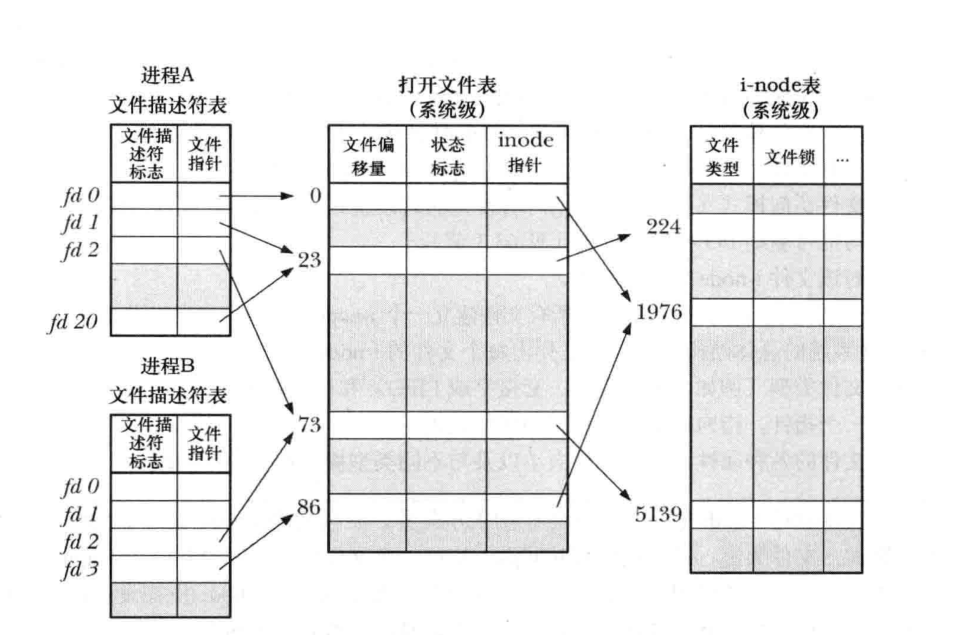 进程A
文件描述符表
文件描
述符
标志
文件
指针
fd 0
fd 1
fd 2
fd 20
进程B
文件描述符表
文件描
述符
标志
文件
指针
fd 0
fd 1
fd 2
fd 3
打开文件表
（系统级）
文件偏
移量
状态
标志
inode
指针
0
23
73
86
i-node表
（系统级）
文件
类型
文件锁
...
224
1976
5139